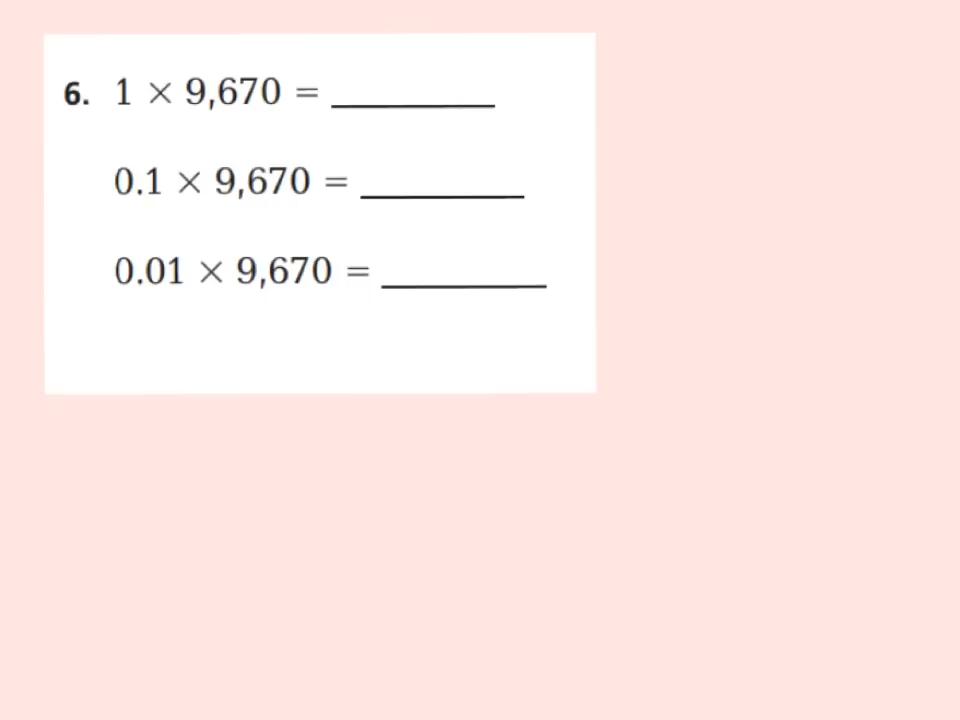 6. 1 × 9,670 = ________
0.1 × 9,670 = ________
0.01 × 9,670 = ________